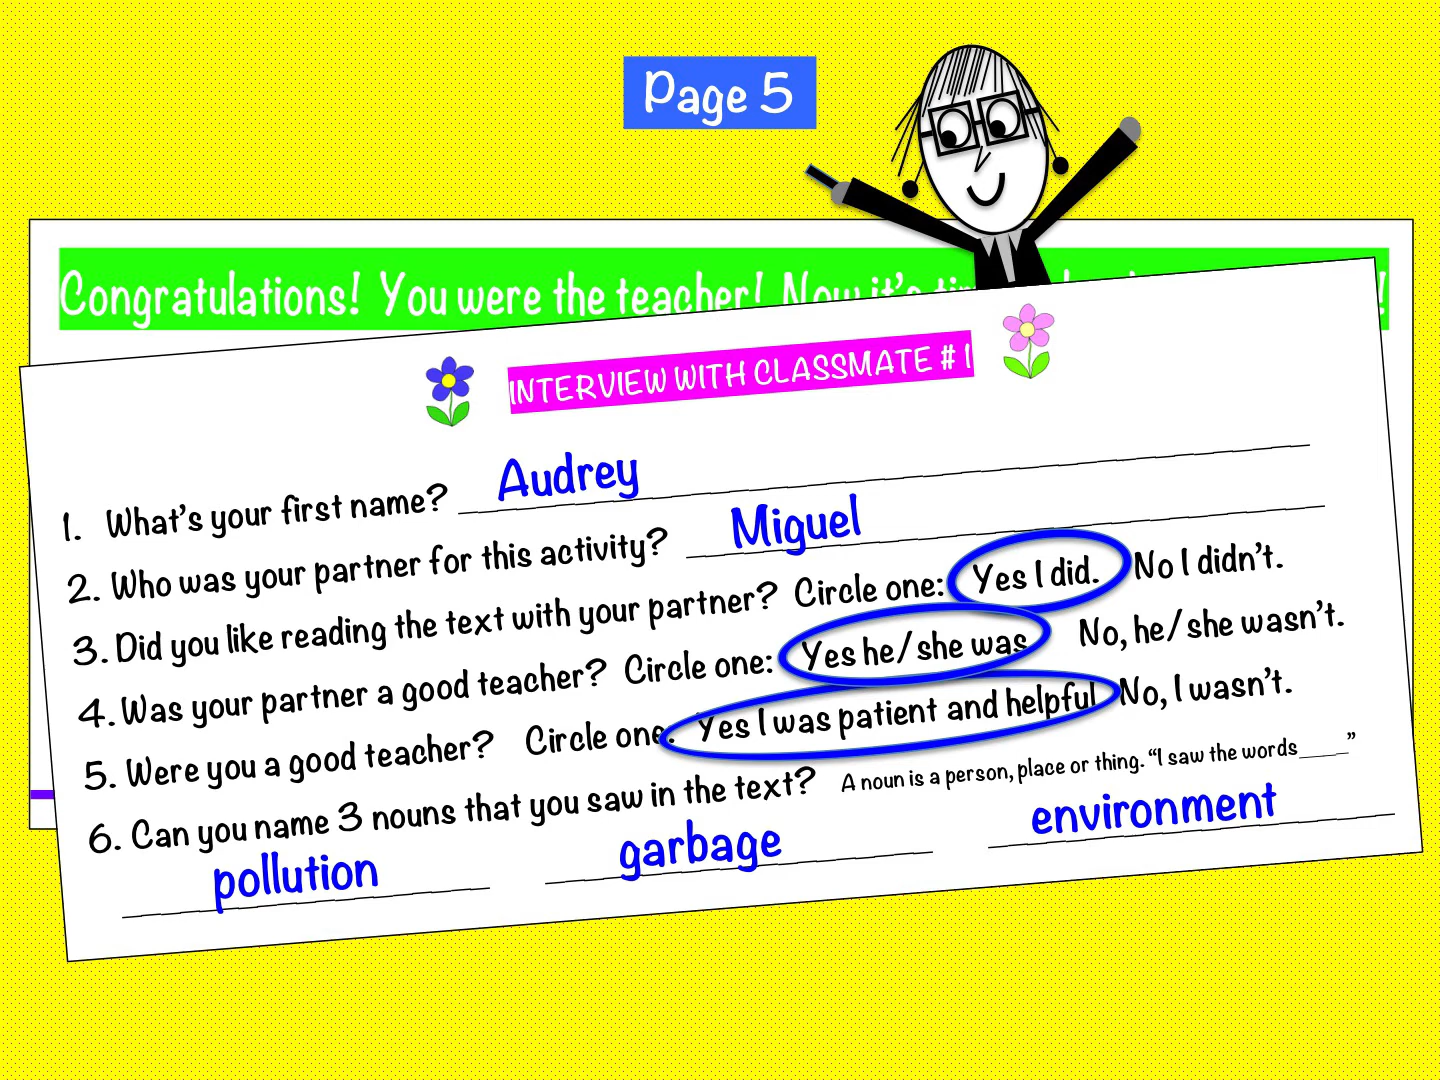 Page 5
Congratulations! You were the teacher! Now it's
INTERVIEW WITH CLASSMATE # 1
1. What's your first name? Audrey
2. Who was your partner for this activity? Miguel
3. Did you like reading the text with your partner? Circle one: Yes I did. No I didn't.
4. Was your partner a good teacher? Circle one: Yes he/she was No, he/she wasn't.
5. Were you a good teacher? Circle one: Yes I was patient and helpful No, I wasn't.
6. Can you name 3 nouns that you saw in the text? A noun is a person, place or thing. "I saw the words_____"
pollution garbage environment